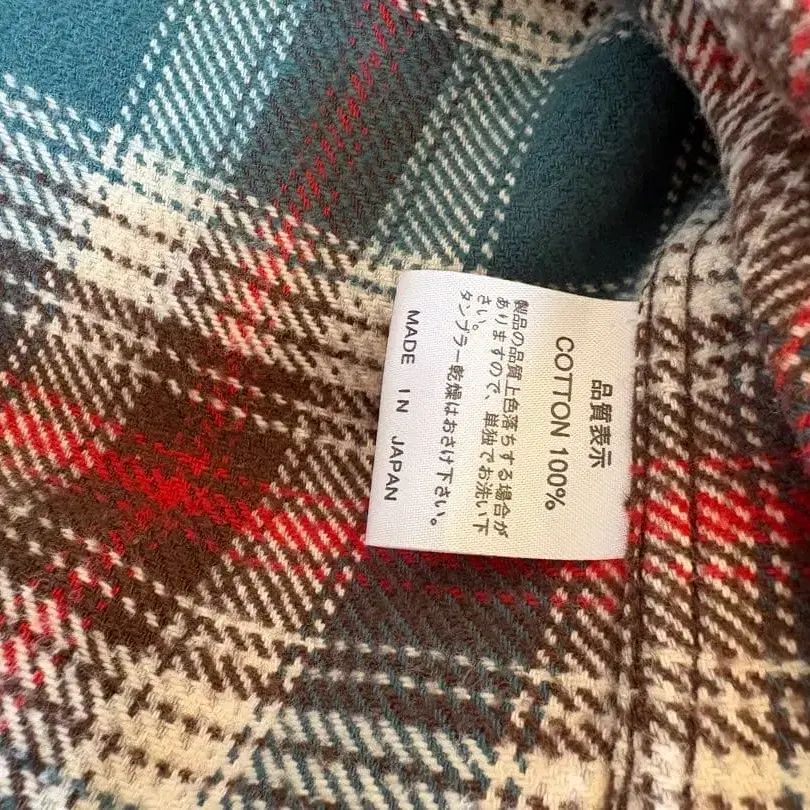 品質表示
COTTON 100%
製品の品質上色落ちする場合が
ありますので、単独でお洗い下
さい。
タンブラー乾燥はおさけ下さい。
MADE IN JAPAN